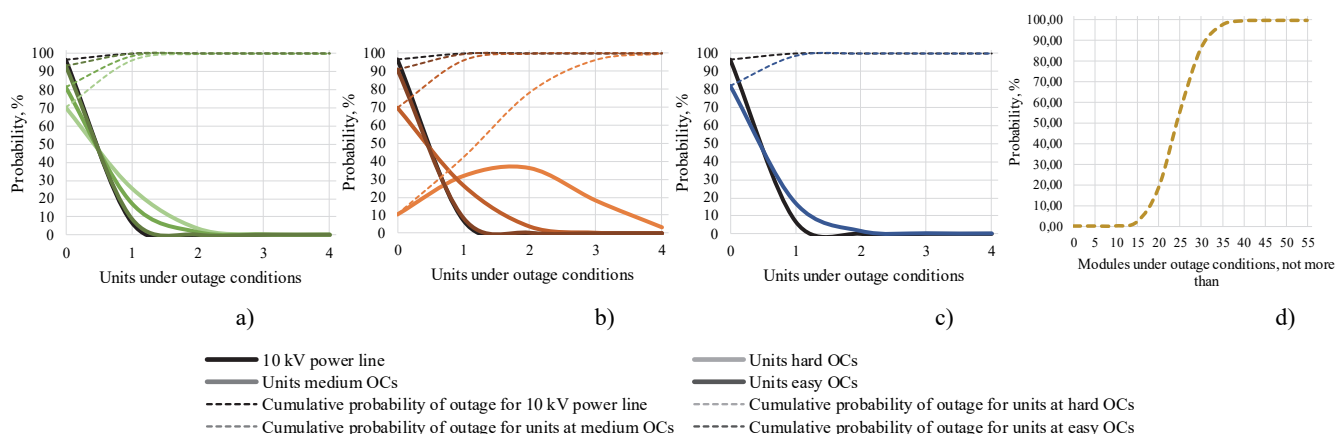 100
90
80
70
60
50
40
30
20
10
0
Probability, %
0 1 2 3 4
Units under outage conditions
a)
100
90
80
70
60
50
40
30
20
10
0
Probability, %
0 1 2 3 4
Units under outage conditions
b)
100
90
80
70
60
50
40
30
20
10
0
Probability, %
0 1 2 3 4
Units under outage conditions
c)
100,00
90,00
80,00
70,00
60,00
50,00
40,00
30,00
20,00
10,00
0,00
Probability, %
0 5 10 15 20 25 30 35 40 45 50 55
Modules under outage conditions, not more
than
d)
10 kV power line
Units hard OCs
Units medium OCs
Units easy OCs
Cumulative probability of outage for 10 kV power line
Cumulative probability of outage for units at hard OCs
Cumulative probability of outage for units at medium OCs
Cumulative probability of outage for units at easy OCs